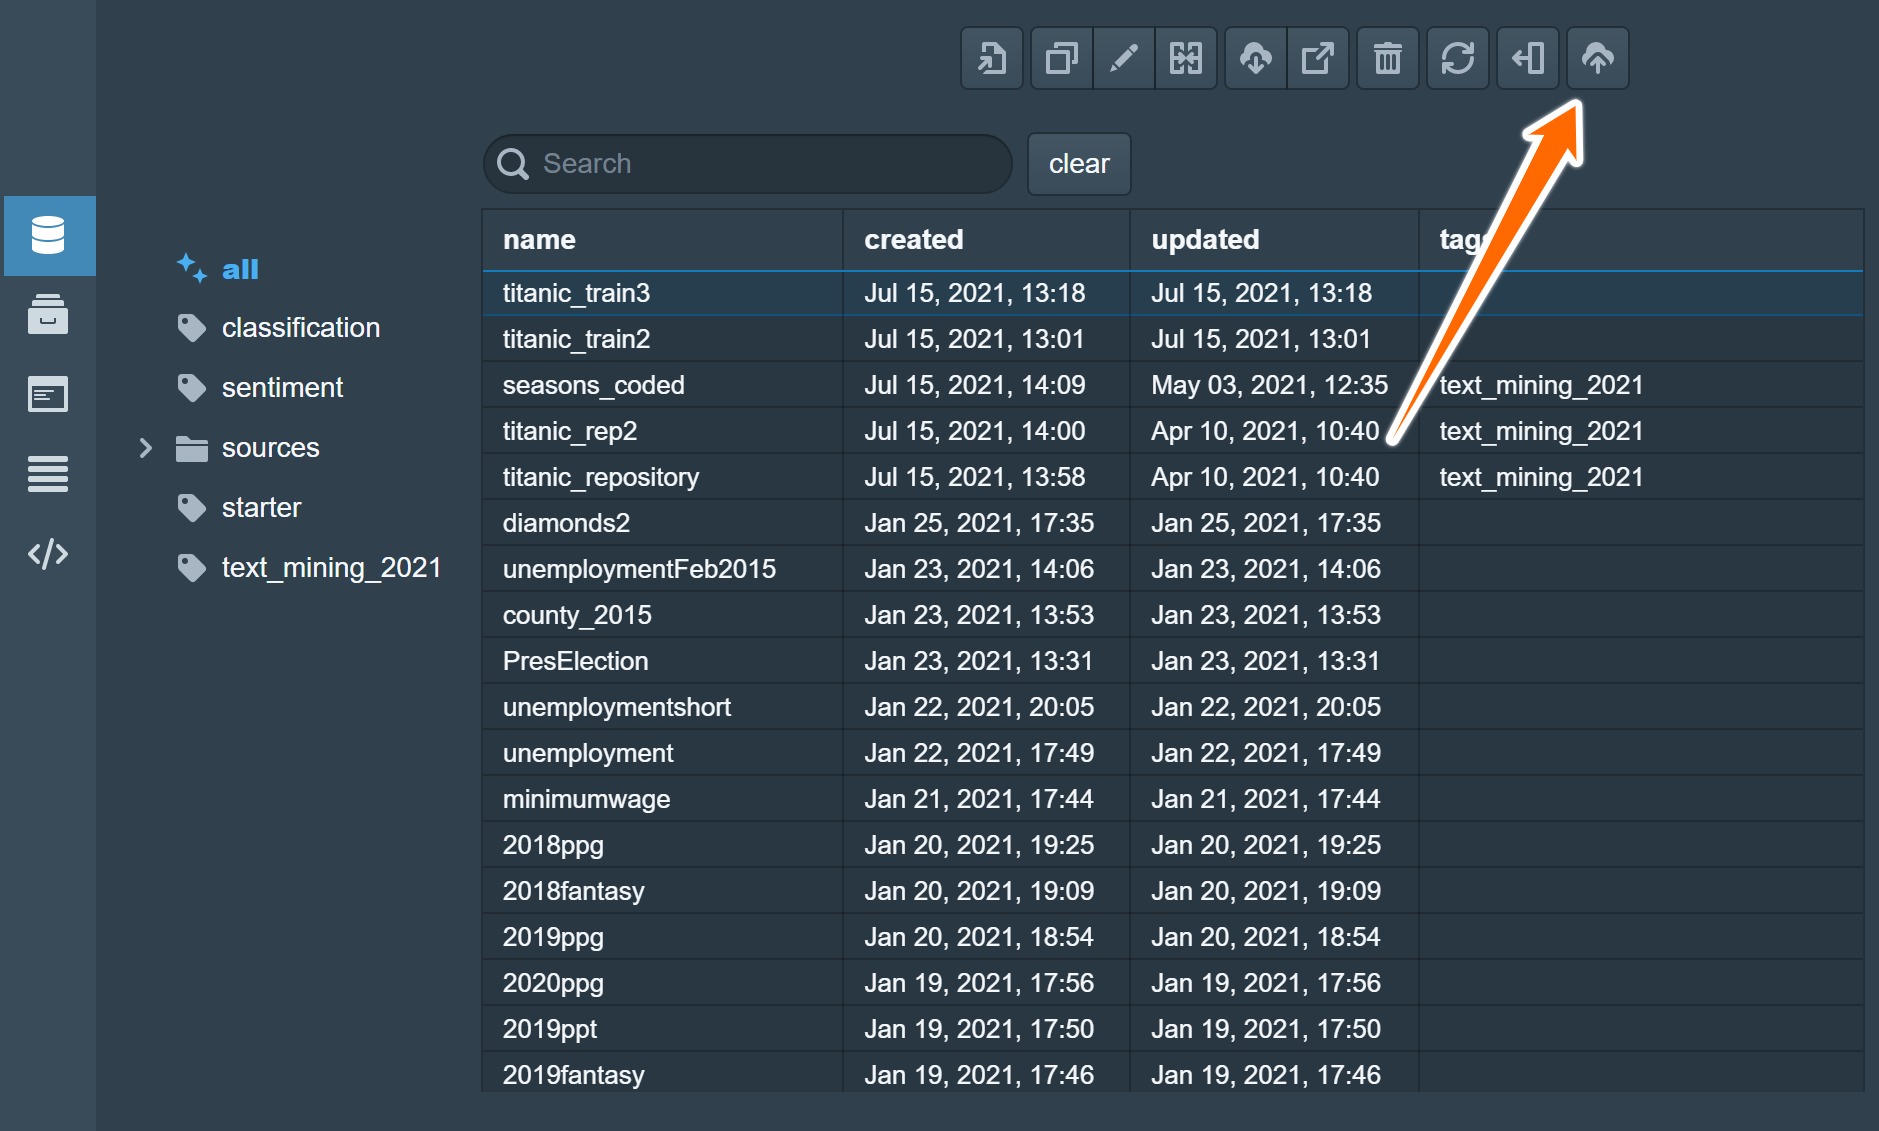 Search
clear
all
classification
sentiment
sources
starter
text_mining_2021
name created updated tags
titanic_train3 Jul 15, 2021, 13:18 Jul 15, 2021, 13:18
titanic_train2 Jul 15, 2021, 13:01 Jul 15, 2021, 13:01
seasons_coded Jul 15, 2021, 14:09 May 03, 2021, 12:35 text_mining_2021
titanic_rep2 Jul 15, 2021, 14:00 Apr 10, 2021, 10:40 text_mining_2021
titanic_repository Jul 15, 2021, 13:58 Apr 10, 2021, 10:40 text_mining_2021
diamonds2 Jan 25, 2021, 17:35 Jan 25, 2021, 17:35
unemploymentFeb2015 Jan 23, 2021, 14:06 Jan 23, 2021, 14:06
county_2015 Jan 23, 2021, 13:53 Jan 23, 2021, 13:53
PresElection Jan 23, 2021, 13:31 Jan 23, 2021, 13:31
unemploymentshort Jan 22, 2021, 20:05 Jan 22, 2021, 20:05
unemployment Jan 22, 2021, 17:49 Jan 22, 2021, 17:49
minimumwage Jan 21, 2021, 17:44 Jan 21, 2021, 17:44
2018ppg Jan 20, 2021, 19:25 Jan 20, 2021, 19:25
2018fantasy Jan 20, 2021, 19:09 Jan 20, 2021, 19:09
2019ppg Jan 20, 2021, 18:54 Jan 20, 2021, 18:54
2020ppg Jan 19, 2021, 17:56 Jan 19, 2021, 17:56
2019ppt Jan 19, 2021, 17:50 Jan 19, 2021, 17:50
2019fantasy Jan 19, 2021, 17:46 Jan 19, 2021, 17:46